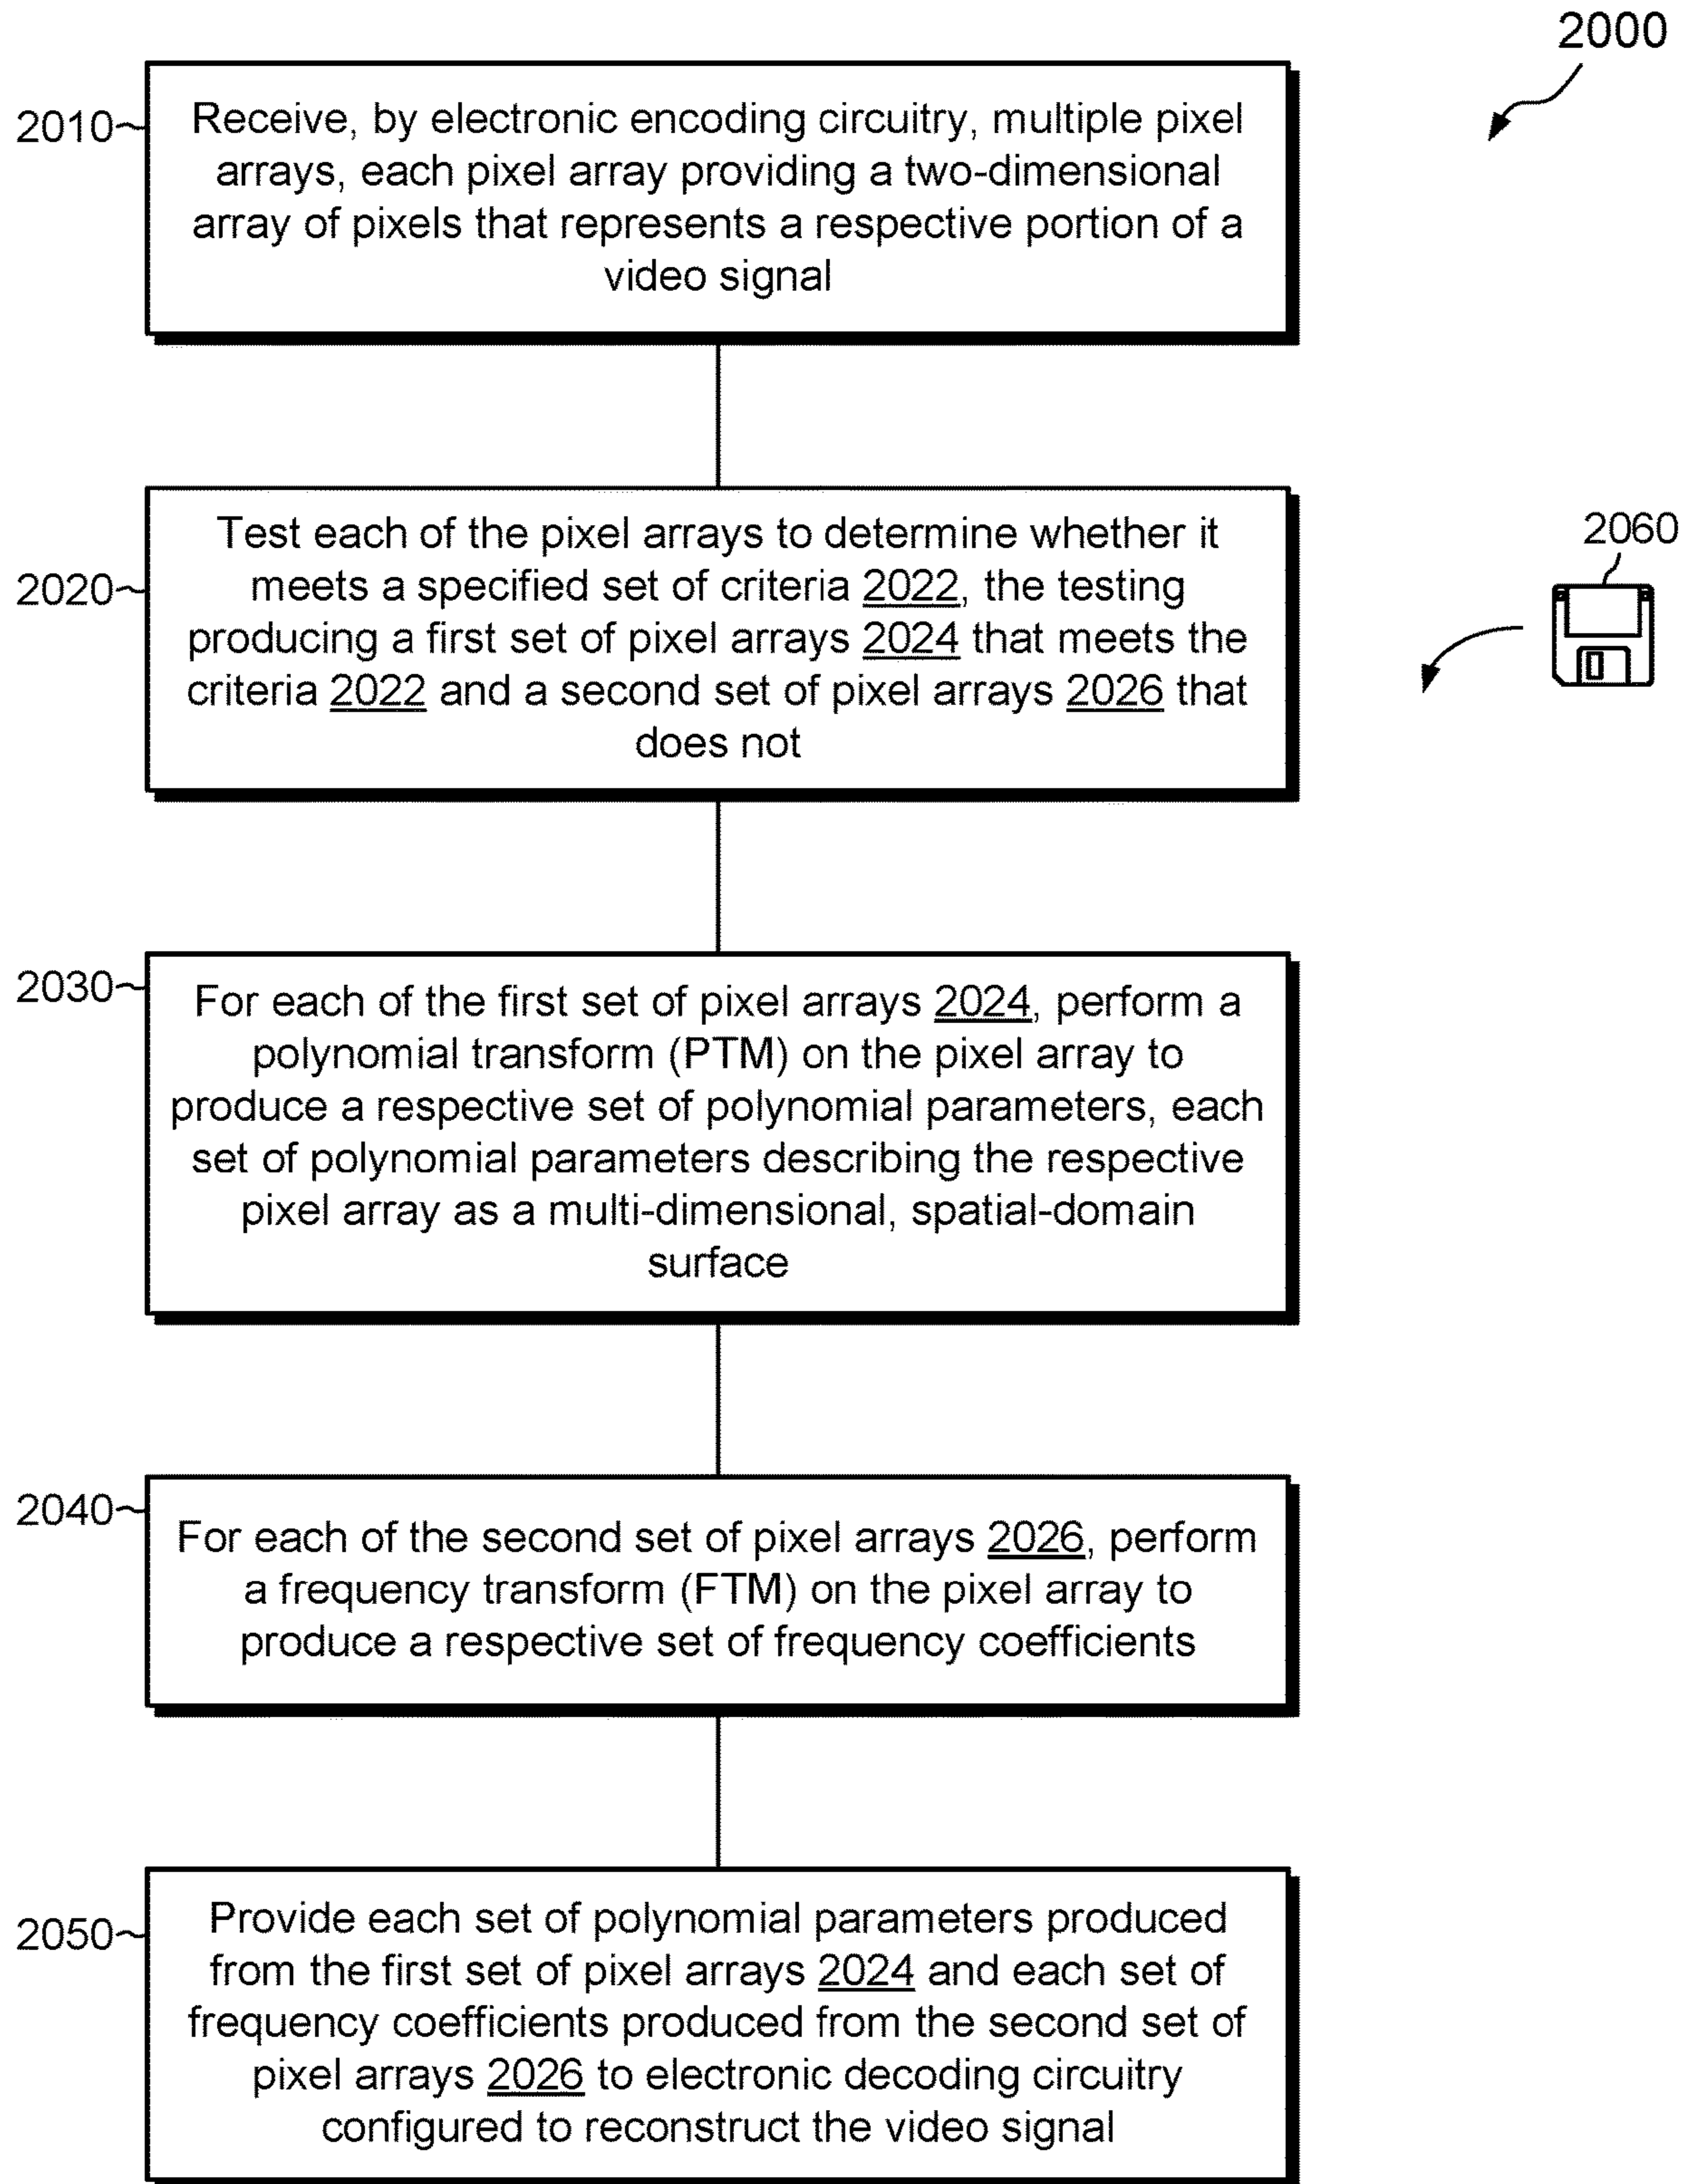 2000
2010
Receive, by electronic encoding circuitry, multiple pixel
arrays, each pixel array providing a two-dimensional
array of pixels that represents a respective portion of a
video signal
2020
Test each of the pixel arrays to determine whether it
meets a specified set of criteria 2022, the testing
producing a first set of pixel arrays 2024 that meets the
criteria 2022 and a second set of pixel arrays 2026 that
does not
2060
2030
For each of the first set of pixel arrays 2024, perform a
polynomial transform (PTM) on the pixel array to
produce a respective set of polynomial parameters, each
set of polynomial parameters describing the respective
pixel array as a multi-dimensional, spatial-domain
surface
2040
For each of the second set of pixel arrays 2026, perform
a frequency transform (FTM) on the pixel array to
produce a respective set of frequency coefficients
2050
Provide each set of polynomial parameters produced
from the first set of pixel arrays 2024 and each set of
frequency coefficients produced from the second set of
pixel arrays 2026 to electronic decoding circuitry
configured to reconstruct the video signal